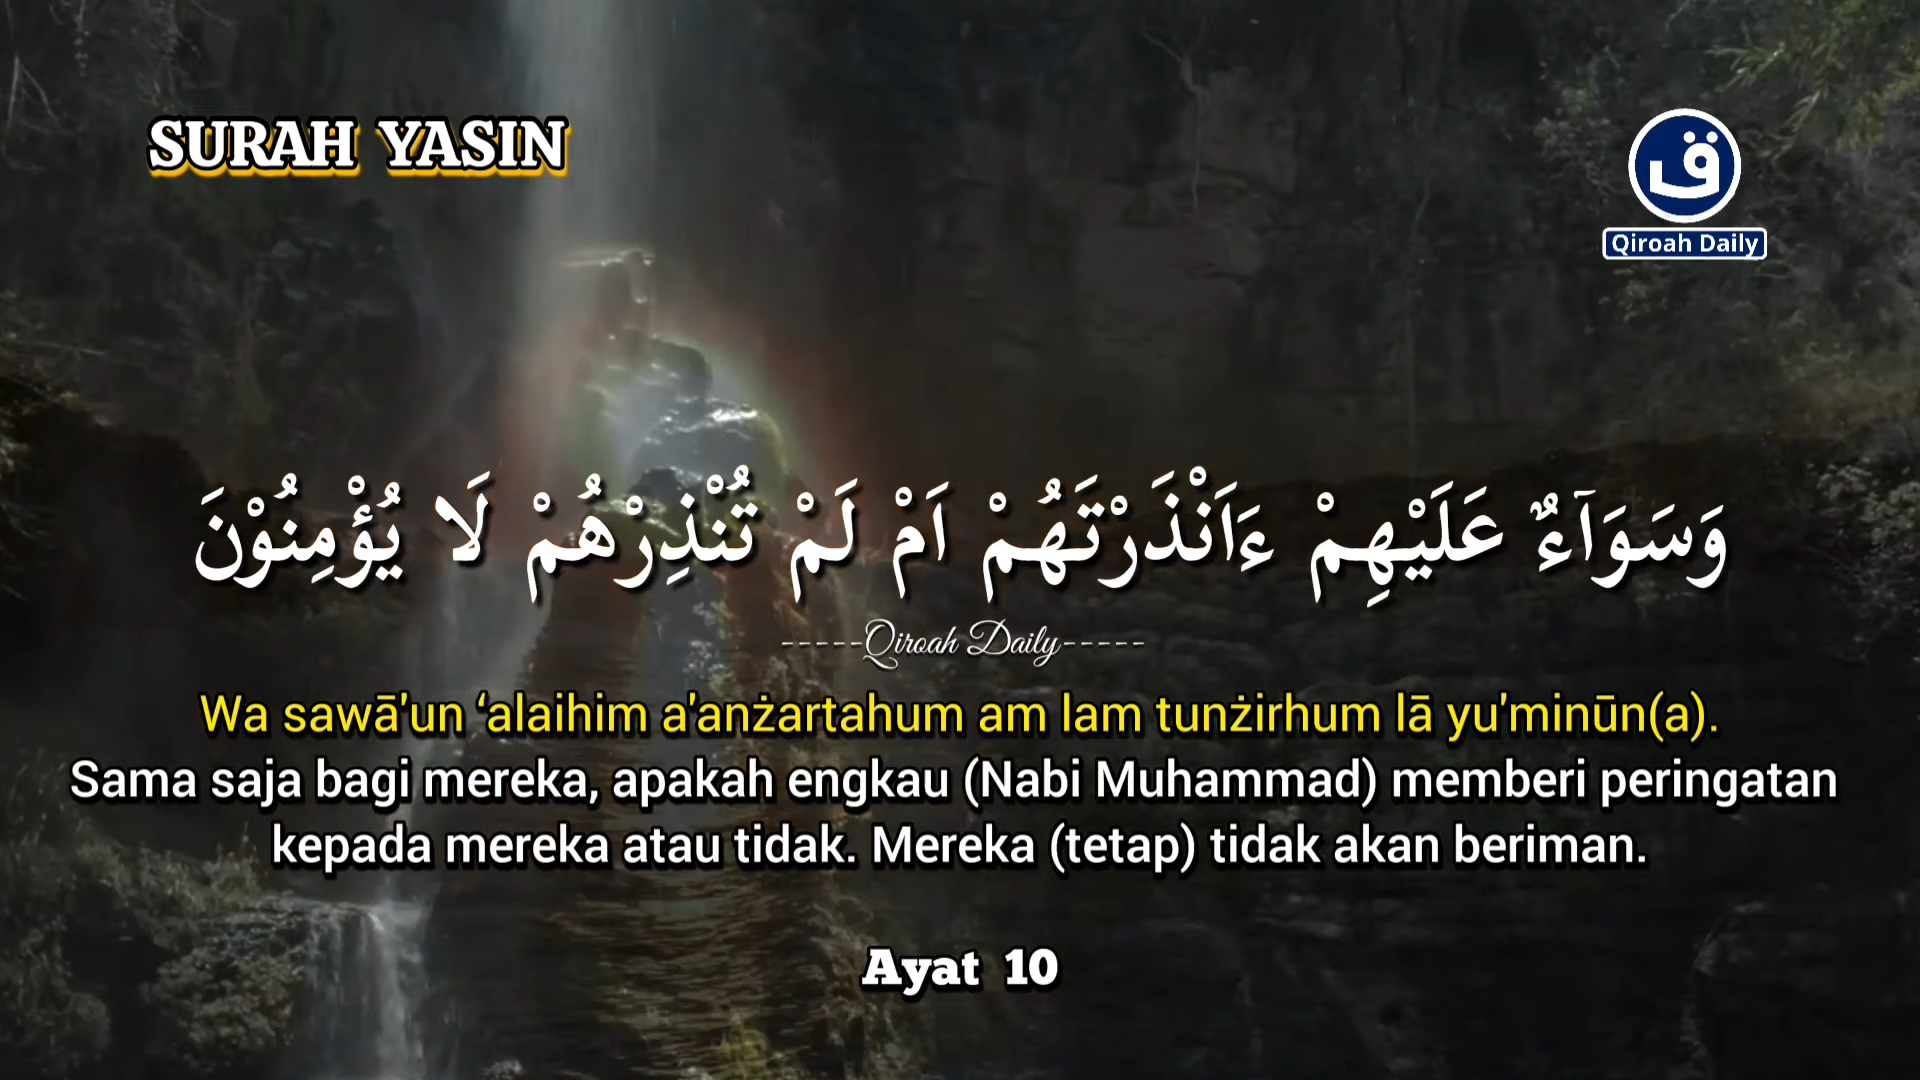 SURAH YASIN
ق
Qiroah Daily
وَسَوَآءٌ عَلَيْهِمْ ءَاَنْذَرْتَهُمْ اَمْ لَمْ تُنْذِرْهُمْ لَا يُؤْمِنُوْنَ
-----Qiroah Daily-----
Wa sawā'un ‘alaihim a'anżartahum am lam tunżirhum lā yu'minūn(a).
Sama saja bagi mereka, apakah engkau (Nabi Muhammad) memberi peringatan
kepada mereka atau tidak. Mereka (tetap) tidak akan beriman.
Ayat 10